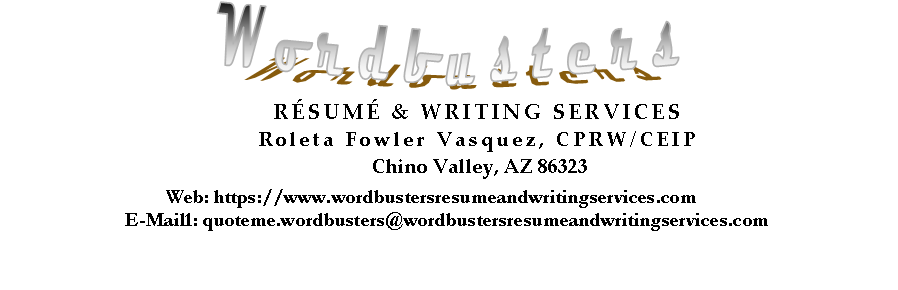 Wordbusters
RÉSUMÉ & WRITING SERVICES
Roleta Fowler Vasquez, CPRW/CEIP
Chino Valley, AZ 86323
Web: https://www.wordbustersresumeandwritingservices.com
E-Mail1: quoteme.wordbusters@wordbustersresumeandwritingservices.com